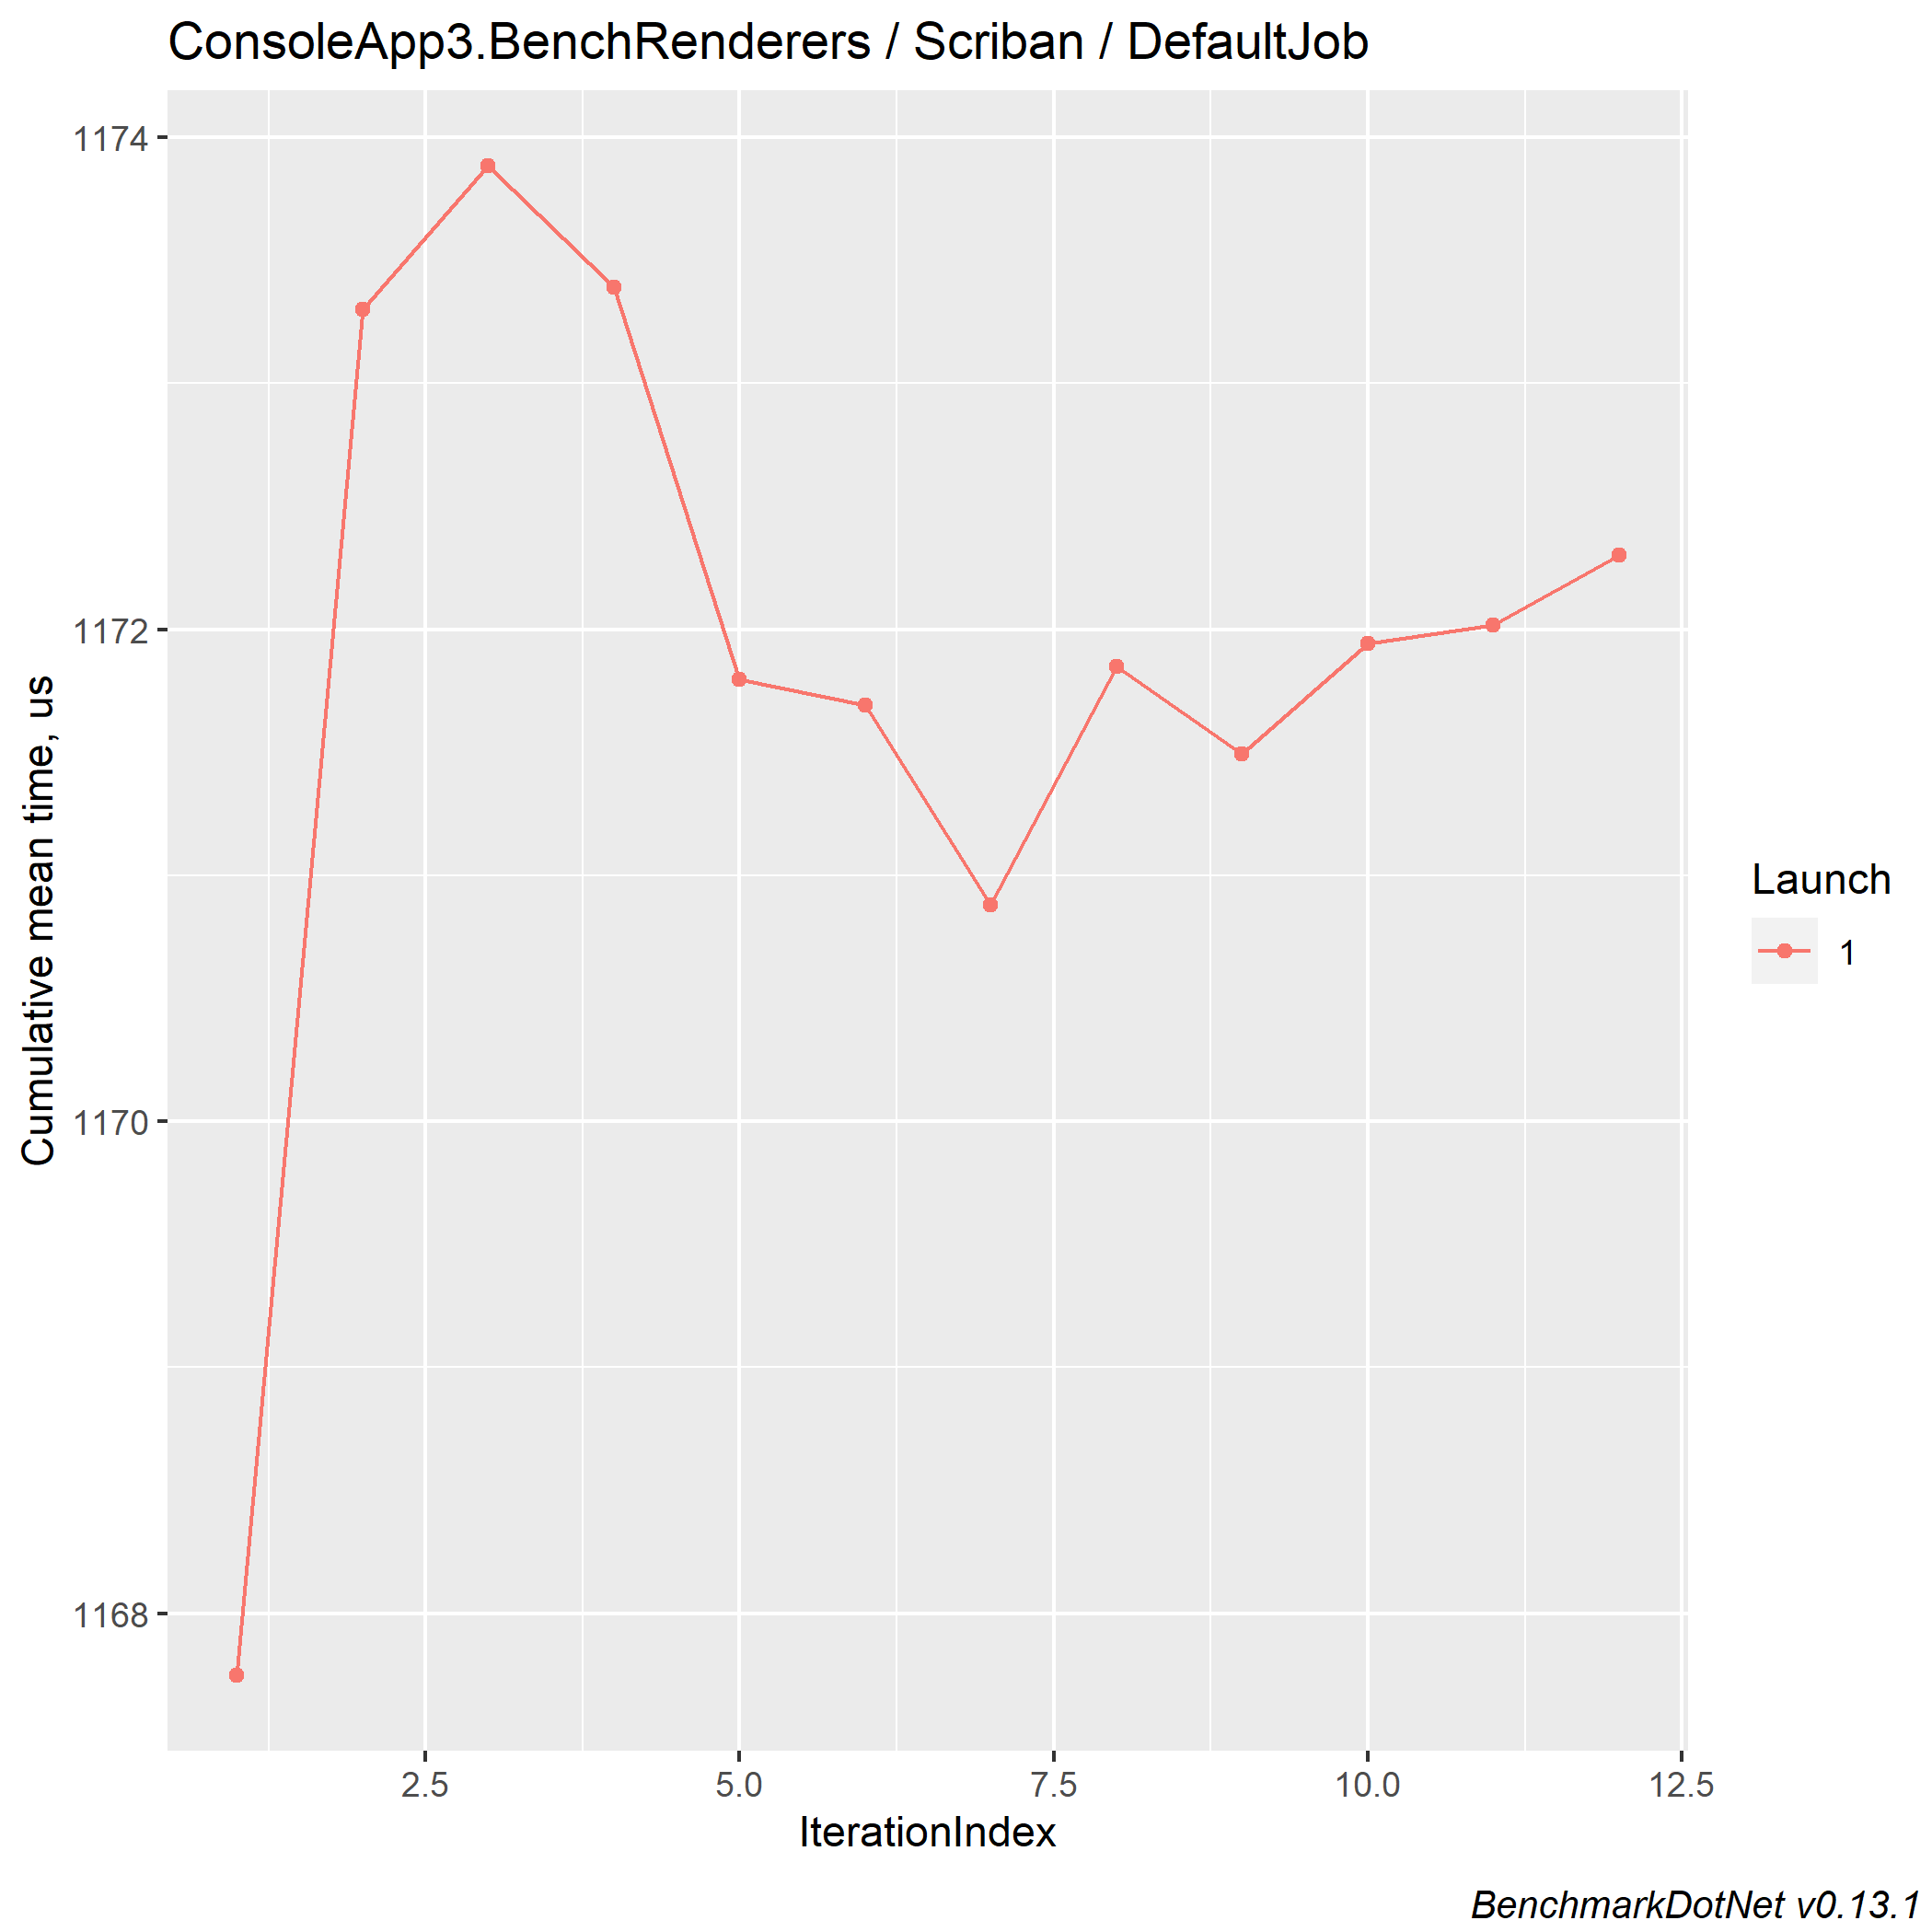 ConsoleApp3.BenchRenderers / Scriban / DefaultJob
1174
1172
1170
1168
Cumulative mean time, us
2.5 5.0 7.5 10.0 12.5
IterationIndex
Launch
1
BenchmarkDotNet v0.13.1